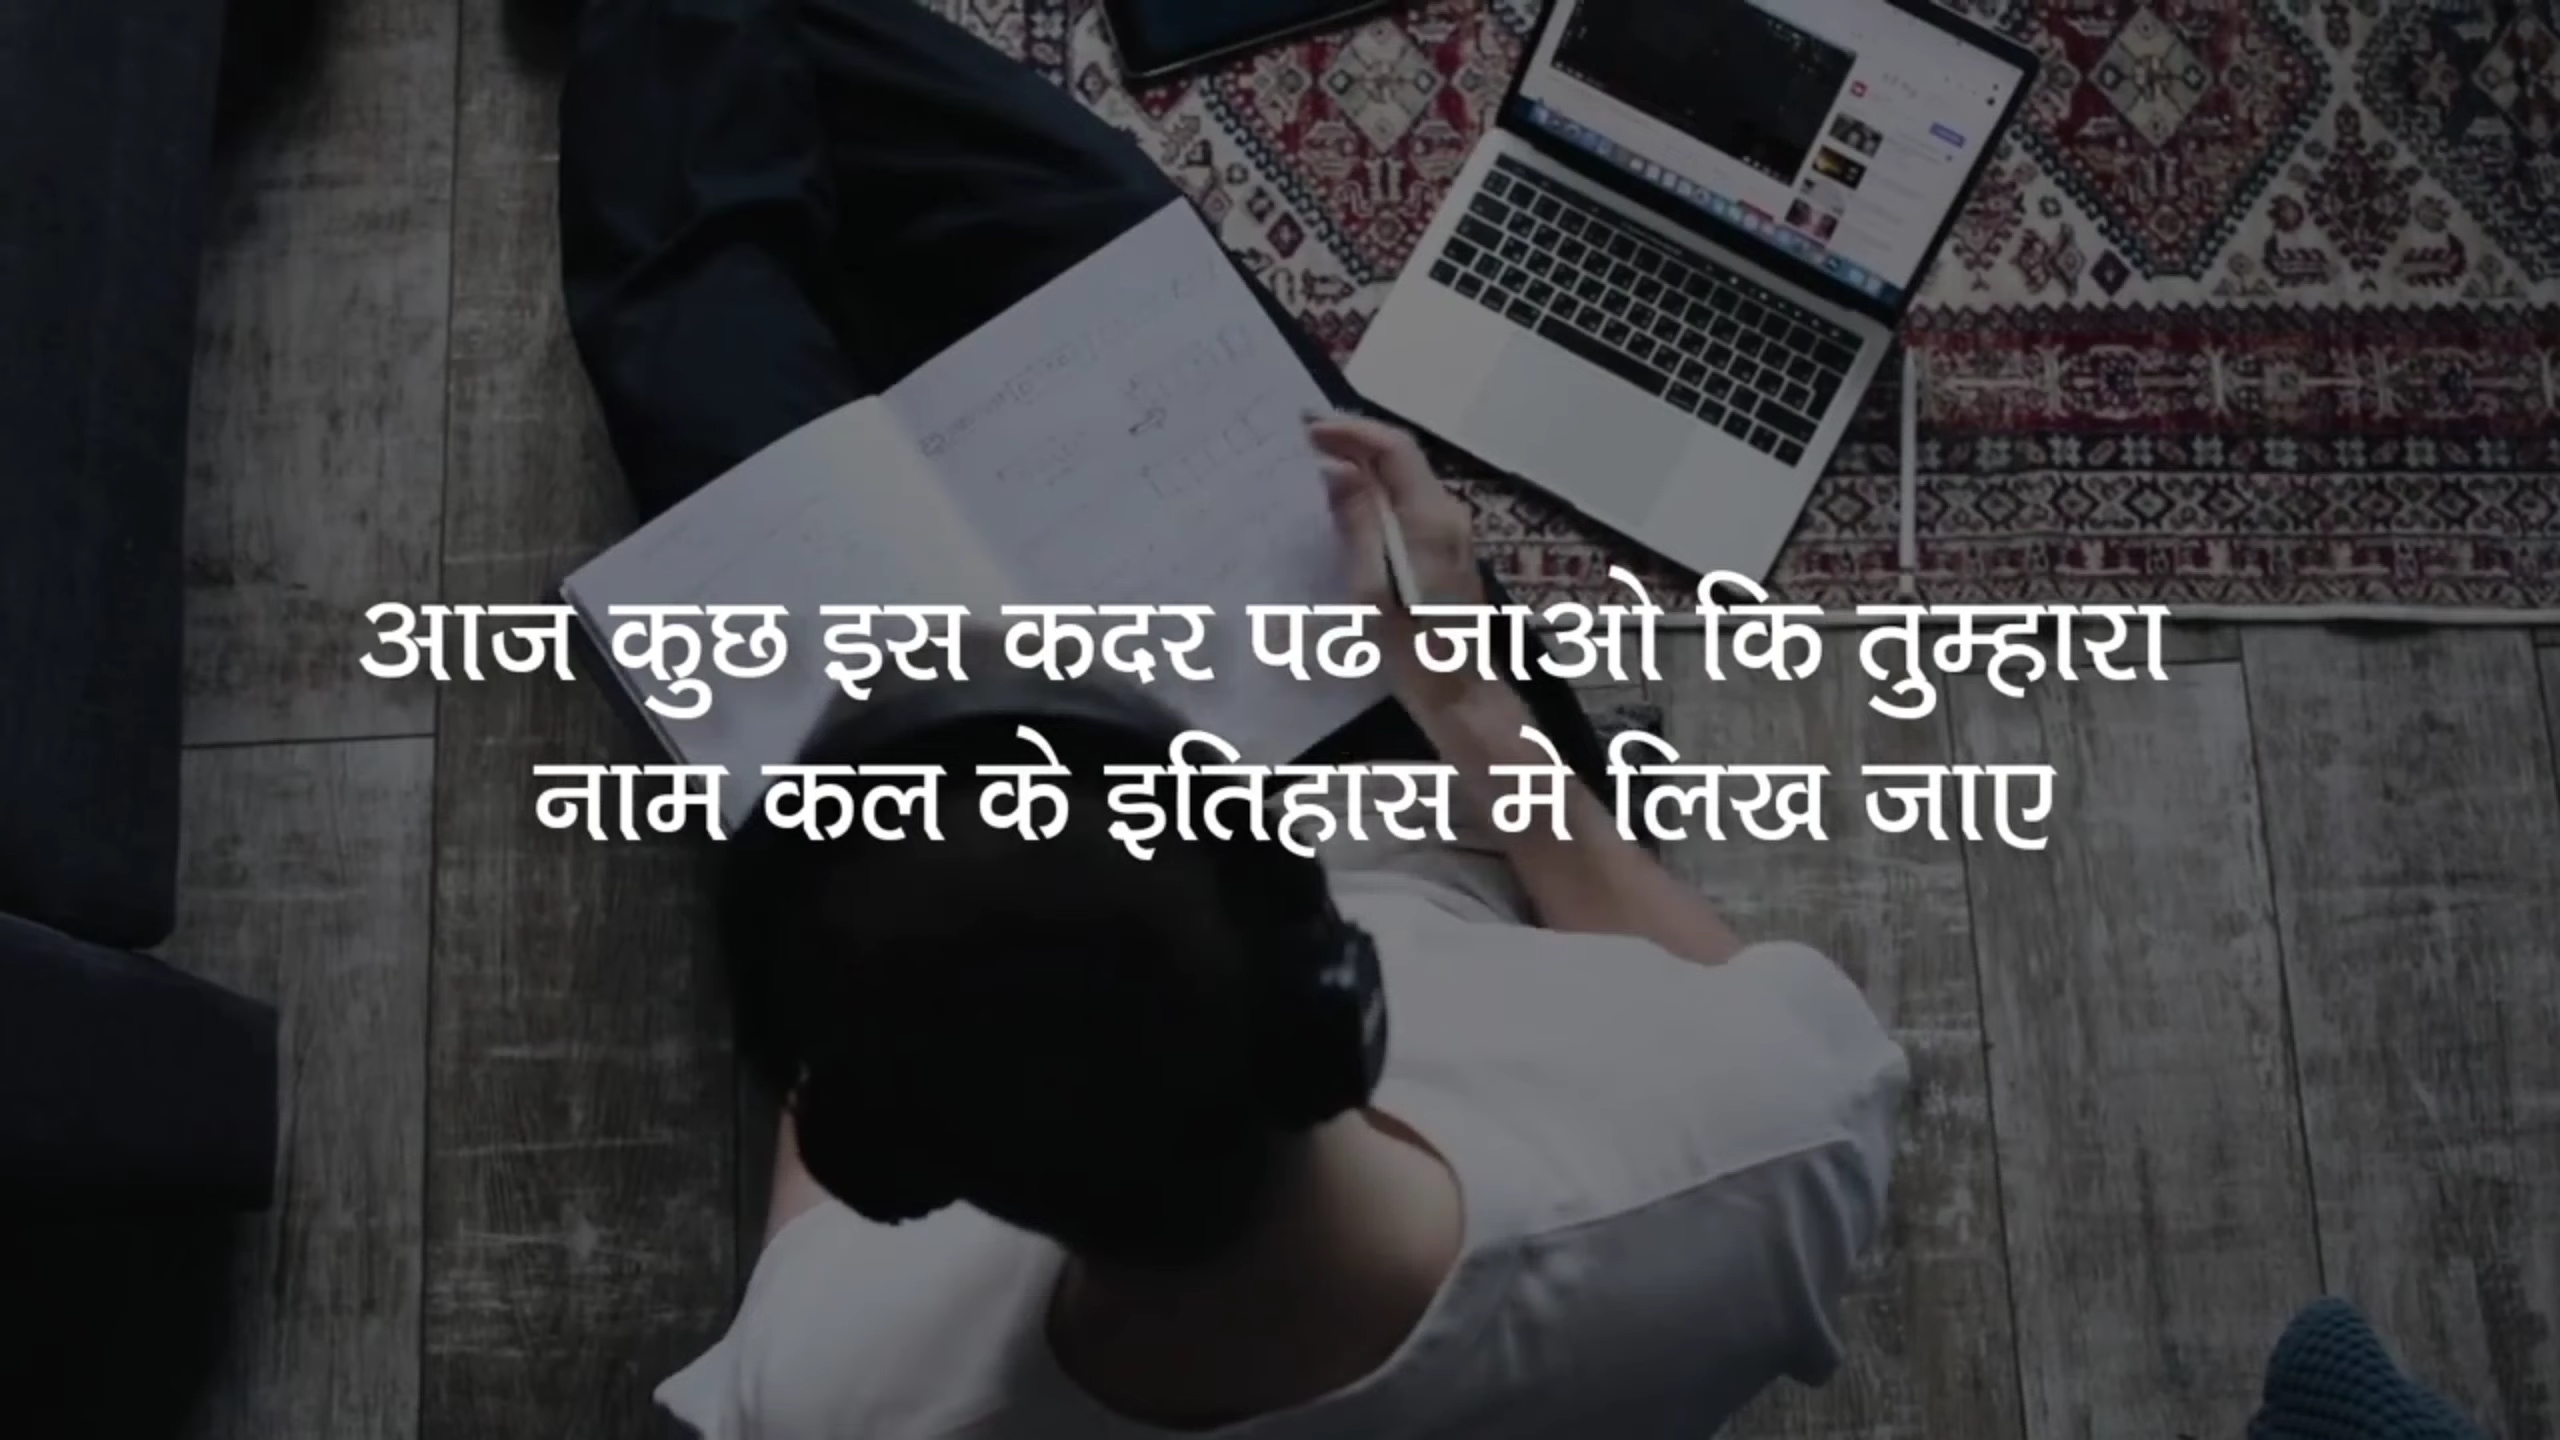 आज कुछ इस कदर पढ जाओ कि तुम्हारा
नाम कल के इतिहास मे लिख जाए